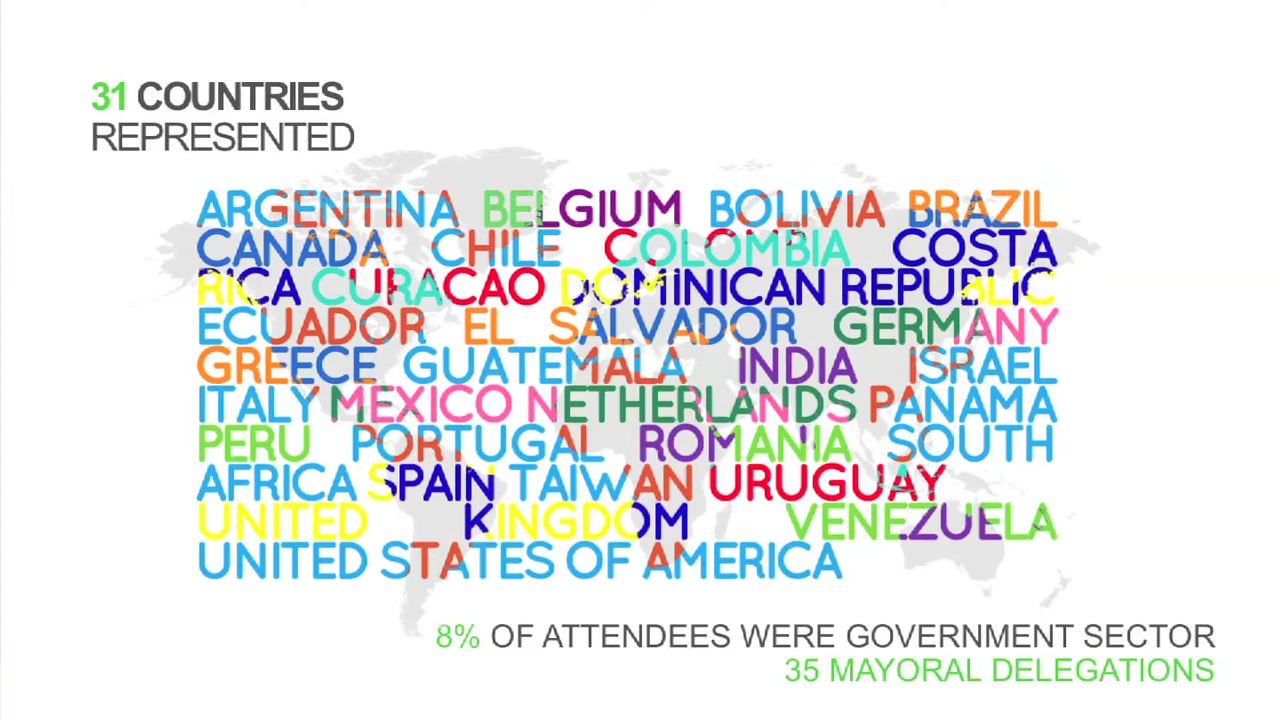 31 COUNTRIES
REPRESENTED
ARGENTINA BELGIUM BOLIVIA BRAZIL
CANADA CHILE COLOMBIA COSTA
RICA CURACAO DOMINICAN REPUBLIC
ECUADOR EL SALVADOR GERMANY
GREECE GUATEMALA INDIA ISRAEL
ITALY MEXICO NETHERLANDS PANAMA
PERU PORTUGAL ROMANIA SOUTH
AFRICA SPAIN TAIWAN URUGUAY
UNITED KINGDOM VENEZUELA
UNITED STATES OF AMERICA
8% OF ATTENDEES WERE GOVERNMENT SECTOR
35 MAYORAL DELEGATIONS